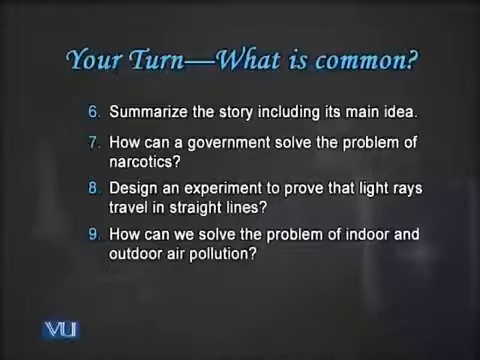 Your Turn—What is common?
6. Summarize the story including its main idea.
7. How can a government solve the problem of
narcotics?
8. Design an experiment to prove that light rays
travel in straight lines?
9. How can we solve the problem of indoor and
outdoor air pollution?
VU